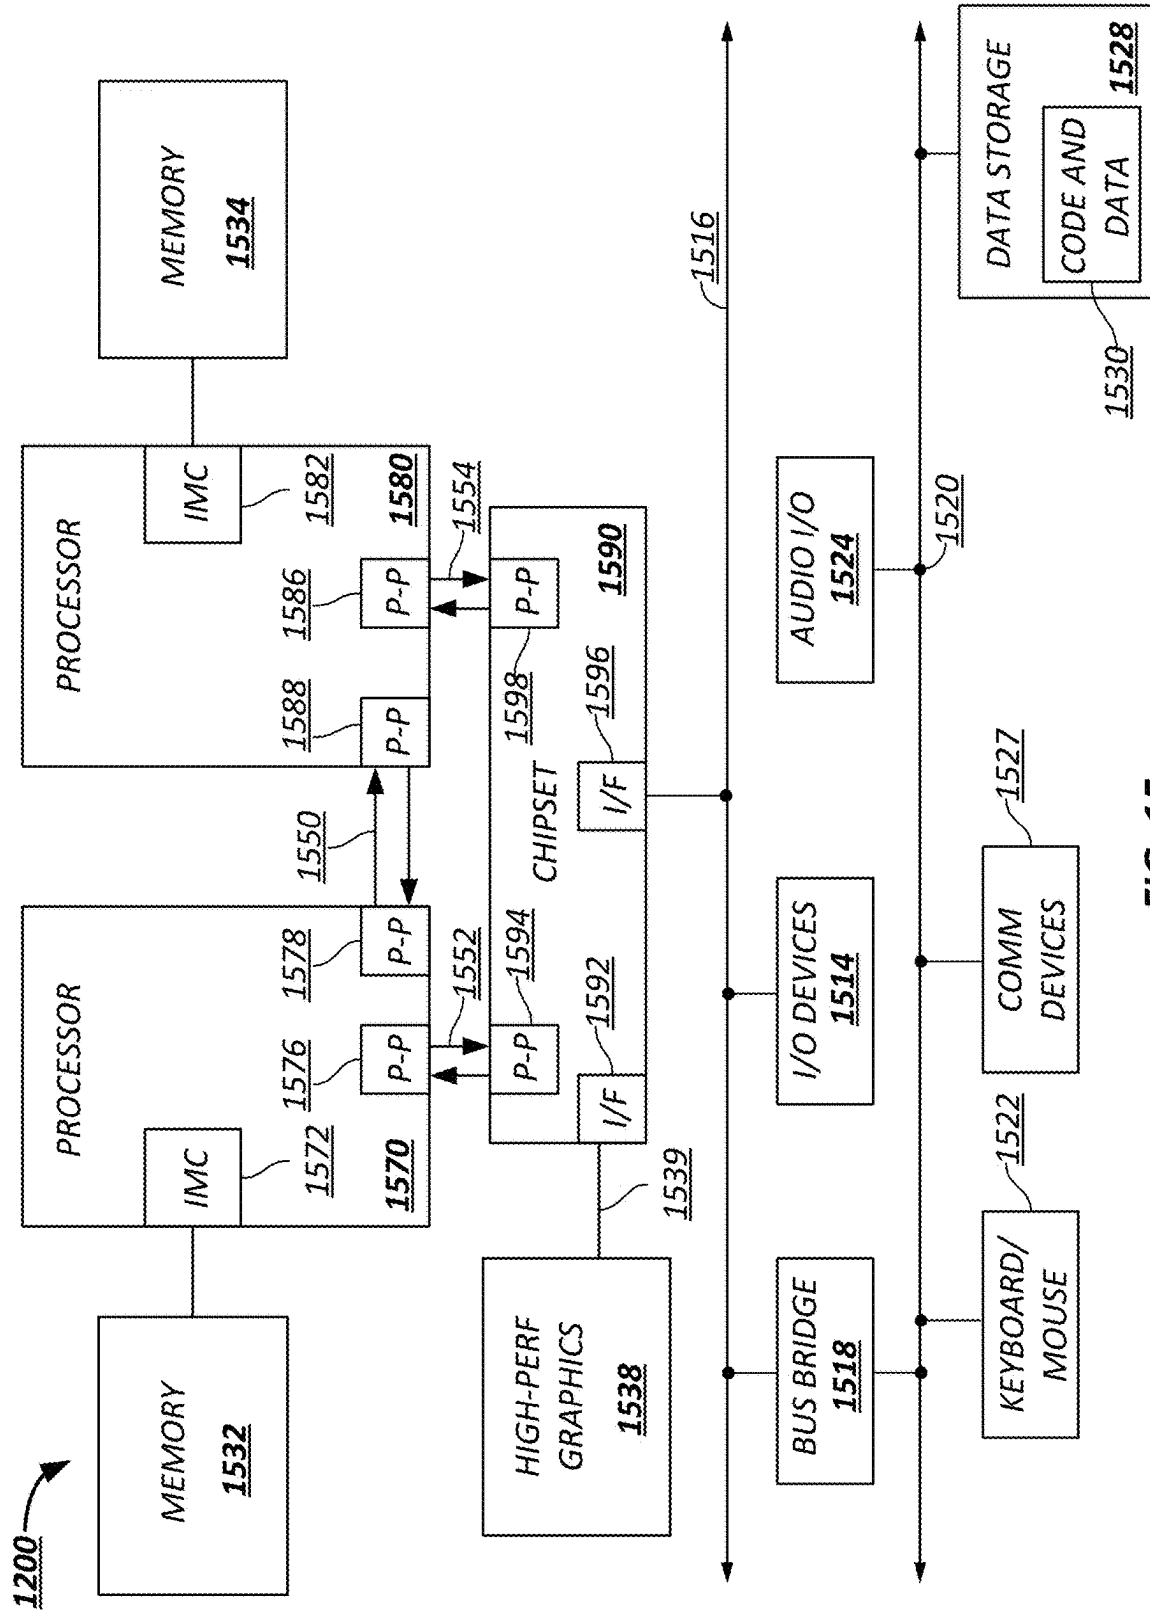 1200
PROCESSOR
PROCESSOR
MEMORY
1532
IMC
1572
1570
1576
P-P
1578
P-P
1550
1588
P-P
1586
P-P
IMC
1582
1580
MEMORY
1534
1552
1554
HIGH-PERF
GRAPHICS
1538
1539
P-P
1594
I/F
1592
CHIPSET
P-P
1598
I/F
1596
1590
1516
BUS BRIDGE
1518
I/O DEVICES
1514
AUDIO I/O
1524
1520
KEYBOARD/
MOUSE
1522
COMM
DEVICES
1527
DATA STORAGE
CODE AND
DATA
1528
1530